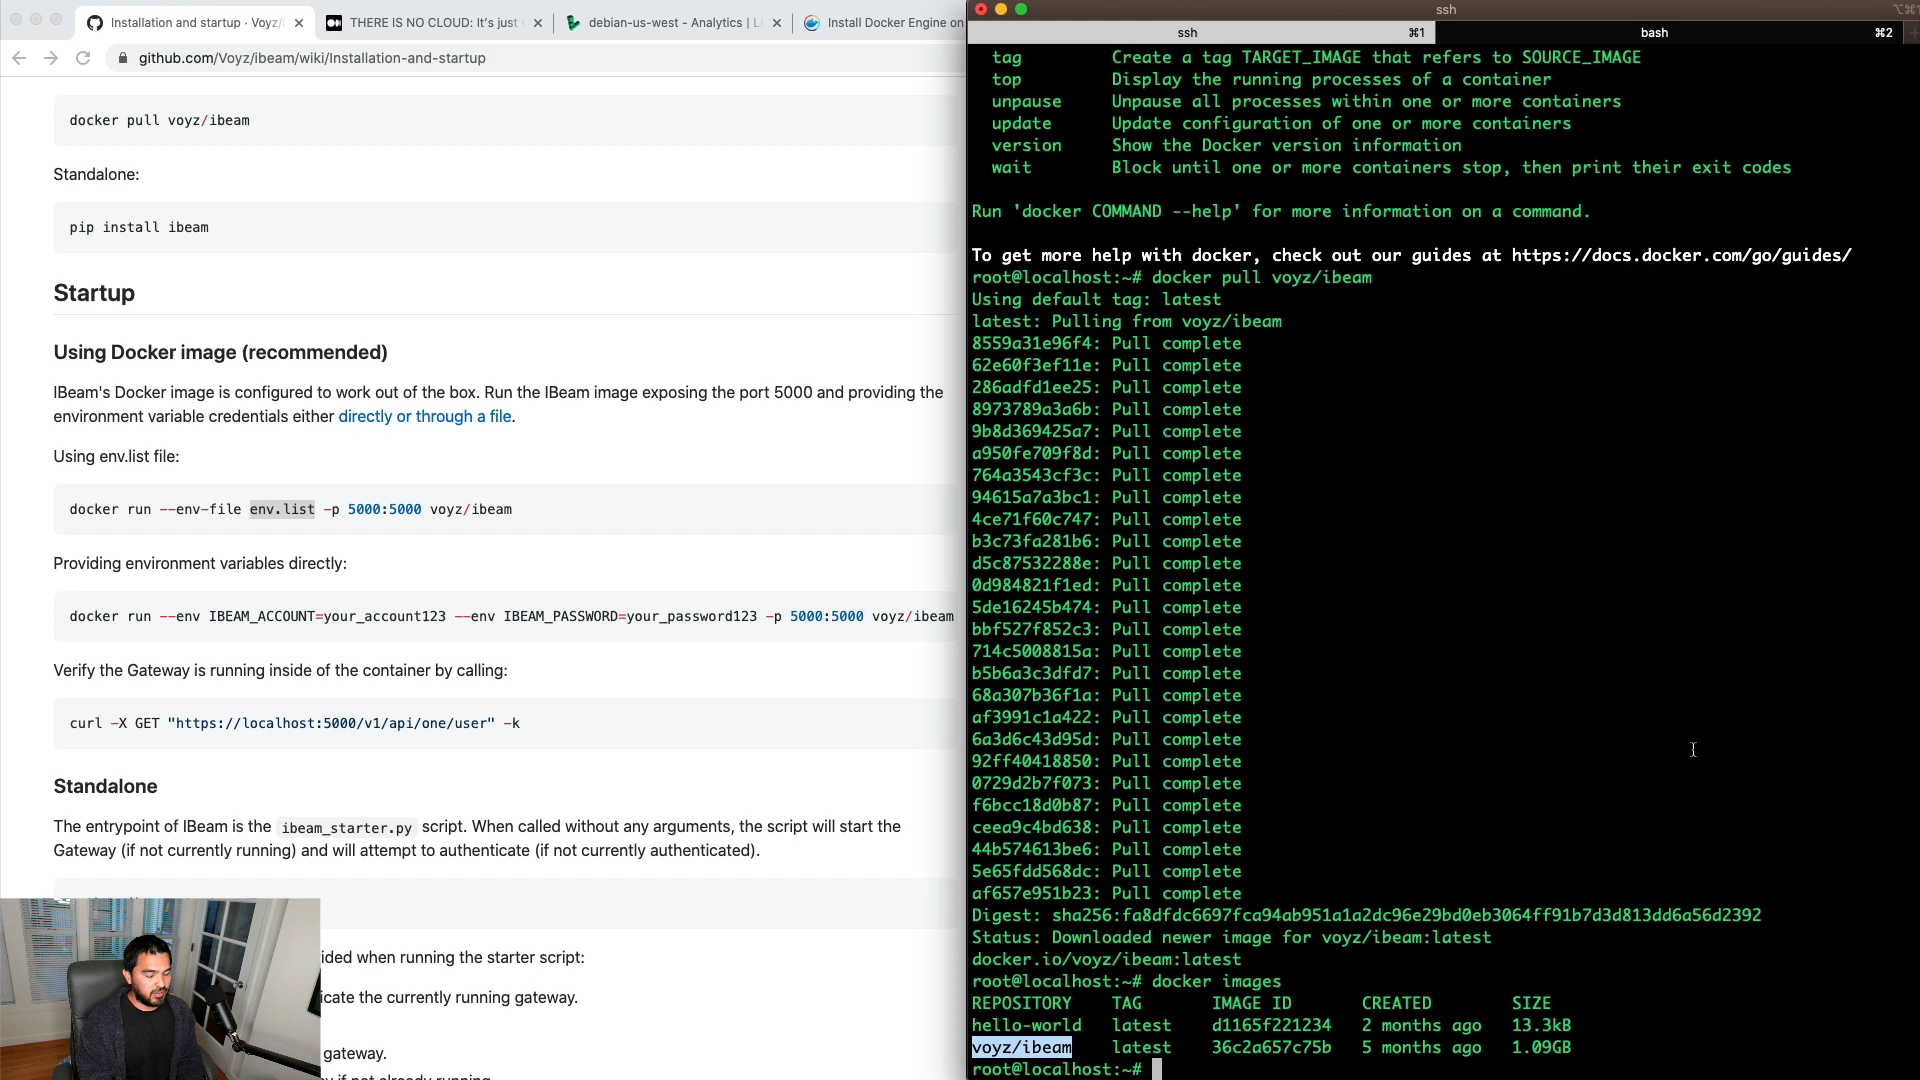 Installation and startup · Voyz/i
THERE IS NO CLOUD: It's just
debian-us-west - Analytics | Li
Install Docker Engine on
github.com/Voyz/ibeam/wiki/Installation-and-startup
docker pull voyz/ibeam
Standalone:
pip install ibeam
Startup
Using Docker image (recommended)
IBeam's Docker image is configured to work out of the box. Run the IBeam image exposing the port 5000 and providing the
environment variable credentials either directly or through a file.
Using env.list file:
docker run --env-file env.list -p 5000:5000 voyz/ibeam
Providing environment variables directly:
docker run --env IBEAM_ACCOUNT=your_account123 --env IBEAM_PASSWORD=your_password123 -p 5000:5000 voyz/ibeam
Verify the Gateway is running inside of the container by calling:
curl -X GET "https://localhost:5000/v1/api/one/user" -k
Standalone
The entrypoint of IBeam is the ibeam_starter.py script. When called without any arguments, the script will start the
Gateway (if not currently running) and will attempt to authenticate (if not currently authenticated).
ided when running the starter script:
icate the currently running gateway.
gateway.
if not already running
ssh
⌥⌘1
ssh ⌘1
bash ⌘2
tag Create a tag TARGET_IMAGE that refers to SOURCE_IMAGE
top Display the running processes of a container
unpause Unpause all processes within one or more containers
update Update configuration of one or more containers
version Show the Docker version information
wait Block until one or more containers stop, then print their exit codes
Run 'docker COMMAND --help' for more information on a command.
To get more help with docker, check out our guides at https://docs.docker.com/go/guides/
root@localhost:~# docker pull voyz/ibeam
Using default tag: latest
latest: Pulling from voyz/ibeam
8559a31e96f4: Pull complete
62e60f3ef11e: Pull complete
286adfd1ee25: Pull complete
8973789a3a6b: Pull complete
9b8d369425a7: Pull complete
a950fe709f8d: Pull complete
764a3543cf3c: Pull complete
94615a7a3bc1: Pull complete
4ce71f60c747: Pull complete
b3c73fa281b6: Pull complete
d5c87532288e: Pull complete
0d984821f1ed: Pull complete
5de16245b474: Pull complete
bbf527f852c3: Pull complete
714c5008815a: Pull complete
b5b6a3c3dfd7: Pull complete
68a307b36f1a: Pull complete
af3991c1a422: Pull complete
6a3d6c43d95d: Pull complete
92ff40418850: Pull complete
0729d2b7f073: Pull complete
f6bcc18d0b87: Pull complete
ceea9c4bd638: Pull complete
44b574613be6: Pull complete
5e65fdd568dc: Pull complete
af657e951b23: Pull complete
Digest: sha256:fa8dfdc6697fca94ab951a1a2dc96e29bd0eb3064ff91b7d3d813dd6a56d2392
Status: Downloaded newer image for voyz/ibeam:latest
docker.io/voyz/ibeam:latest
root@localhost:~# docker images
REPOSITORY TAG IMAGE ID CREATED SIZE
hello-world latest d1165f221234 2 months ago 13.3kB
voyz/ibeam latest 36c2a657c75b 5 months ago 1.09GB
root@localhost:~#